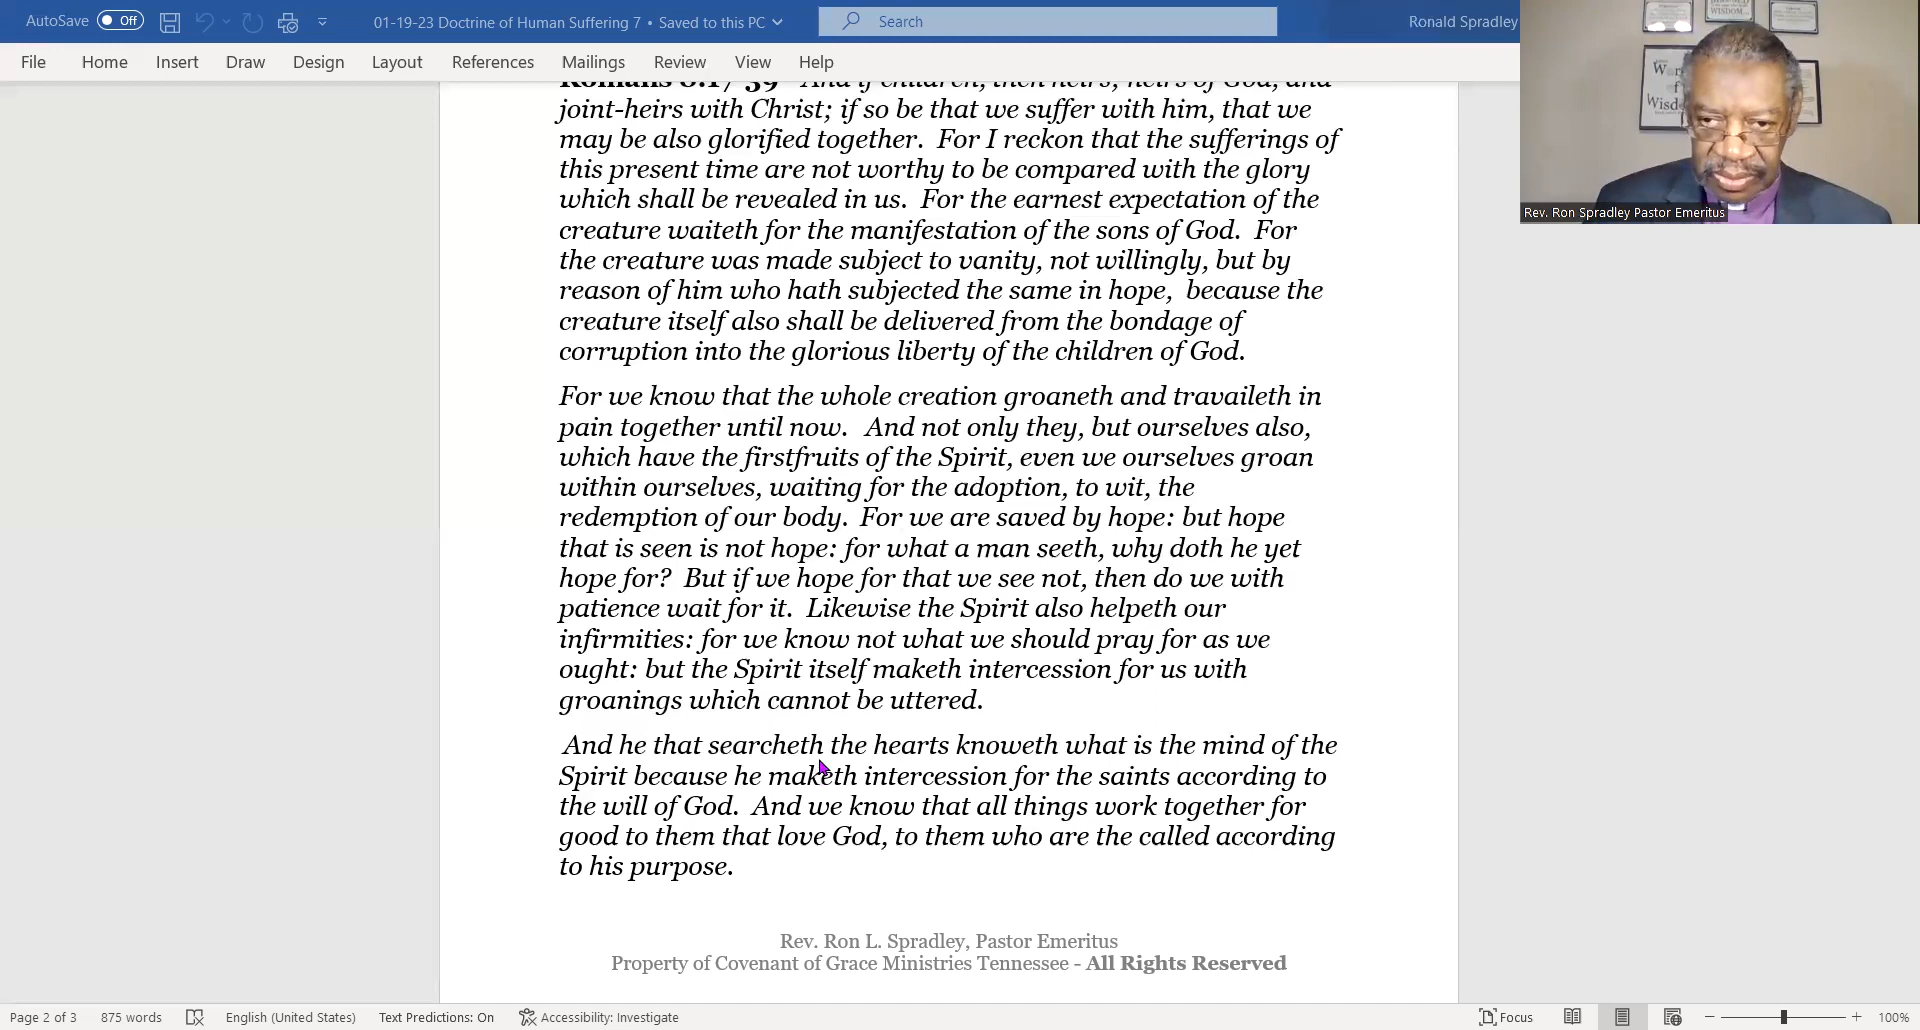 AutoSave Off 01-19-23 Doctrine of Human Suffering 7 • Saved to this PC Search Ronald Spradley
File Home Insert Draw Design Layout References Mailings Review View Help
And if children, then heirs; heirs of God, and
joint-heirs with Christ; if so be that we suffer with him, that we
may be also glorified together. For I reckon that the sufferings of
this present time are not worthy to be compared with the glory
which shall be revealed in us. For the earnest expectation of the
creature waiteth for the manifestation of the sons of God. For
the creature was made subject to vanity, not willingly, but by
reason of him who hath subjected the same in hope, because the
creature itself also shall be delivered from the bondage of
corruption into the glorious liberty of the children of God.
For we know that the whole creation groaneth and travaileth in
pain together until now. And not only they, but ourselves also,
which have the firstfruits of the Spirit, even we ourselves groan
within ourselves, waiting for the adoption, to wit, the
redemption of our body. For we are saved by hope: but hope
that is seen is not hope: for what a man seeth, why doth he yet
hope for? But if we hope for that we see not, then do we with
patience wait for it. Likewise the Spirit also helpeth our
infirmities: for we know not what we should pray for as we
ought: but the Spirit itself maketh intercession for us with
groanings which cannot be uttered.
And he that searcheth the hearts knoweth what is the mind of the
Spirit because he maketh intercession for the saints according to
the will of God. And we know that all things work together for
good to them that love God, to them who are the called according
to his purpose.
Rev. Ron L. Spradley, Pastor Emeritus
Property of Covenant of Grace Ministries Tennessee - All Rights Reserved
WISDOM...
Rev. Ron Spradley Pastor Emeritus
Page 2 of 3 875 words English (United States) Text Predictions: On Accessibility: Investigate Focus 100%